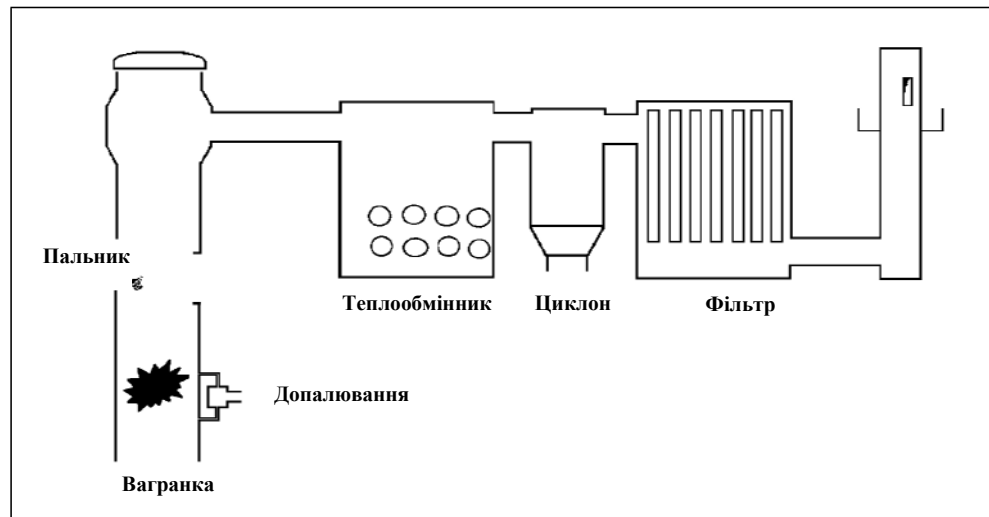 Пальник
Теплообмінник
Циклон
Фільтр
Допалювання
Вагранка